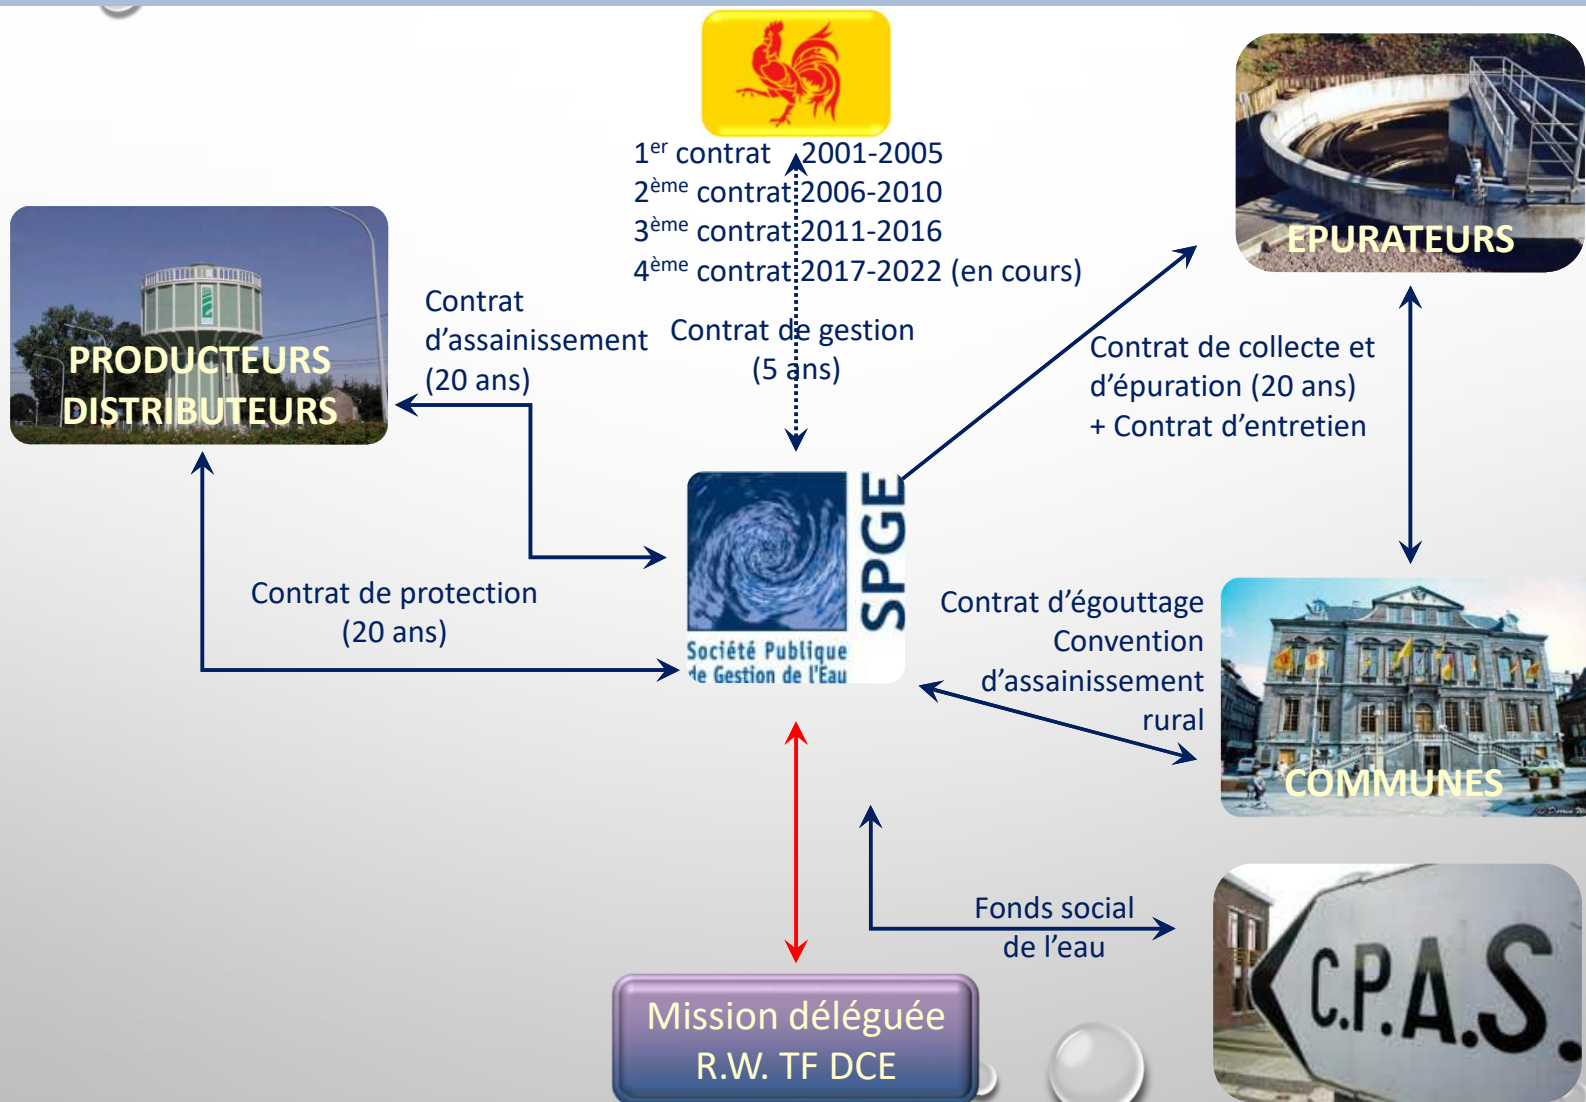 1er contrat 2001-2005
2ème contrat 2006-2010
3ème contrat 2011-2016
4ème contrat 2017-2022 (en cours)
Contrat de gestion
(5 ans)
EPURATEURS
PRODUCTEURS
DISTRIBUTEURS
Contrat
d’assainissement
(20 ans)
Contrat de collecte et
d’épuration (20 ans)
+ Contrat d’entretien
SPGE
Société Publique
de Gestion de l'Eau
Contrat de protection
(20 ans)
Contrat d’égouttage
Convention
d’assainissement
rural
COMMUNES
Fonds social
de l’eau
C.P.A.S.
Mission déléguée
R.W. TF DCE